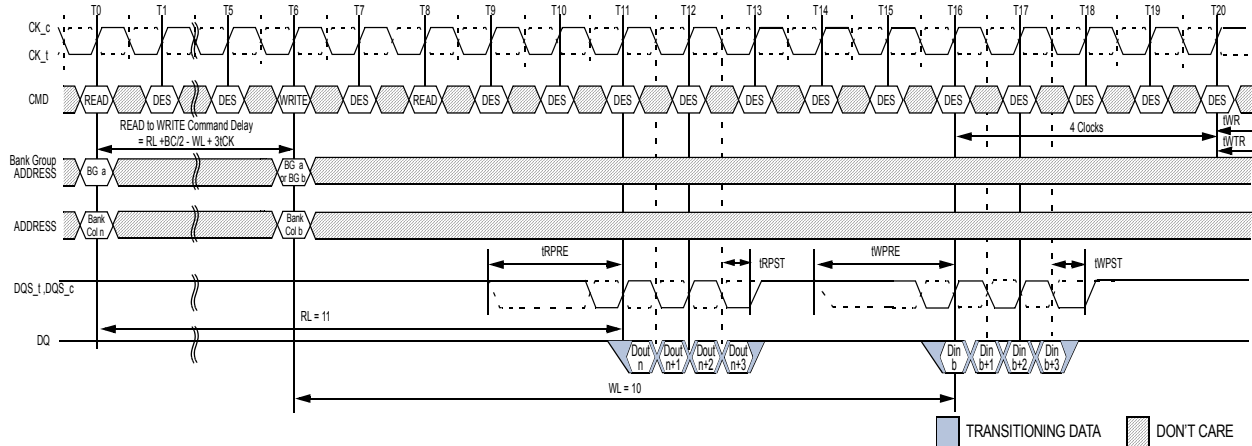 T0 T1 T5 T6 T7 T8 T9 T10 T11 T12 T13 T14 T15 T16 T17 T18 T19 T20
CK_c
CK_t
CMD READ DES DES WRITE DES READ DES DES DES DES DES DES DES DES DES DES DES DES
READ to WRITE Command Delay
= RL +BC/2 - WL + 3tCK
4 Clocks
tWR
tWTR
Bank Group
ADDRESS
BG a
BG a
or BG b
ADDRESS
Bank
Col n
Bank
Col b
tRPRE tRPST tWPRE tWPST
DQS_t ,DQS_c
RL = 11
DQ
Dout
n
Dout
n+1
Dout
n+2
Dout
n+3
Din
b
Din
b+1
Din
b+2
Din
b+3
WL = 10
TRANSITIONING DATA DON'T CARE